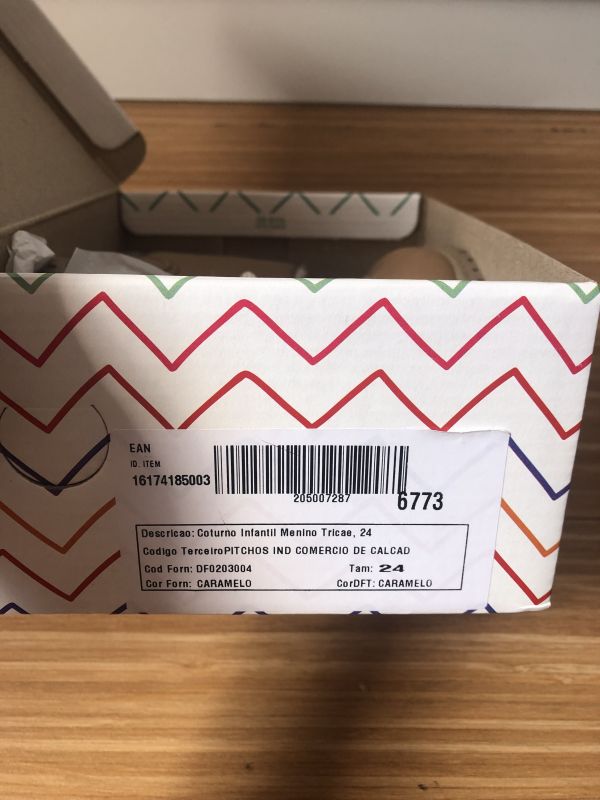 EAN
ID. ITEM
16174185003
205007287
6773
Descricao: Coturno Infantil Menino Tricae, 24
Codigo TerceiroPITCHOS IND COMERCIO DE CALCAD
Cod Forn: DF0203004 Tam: 24
Cor Forn: CARAMELO CorDFT: CARAMELO